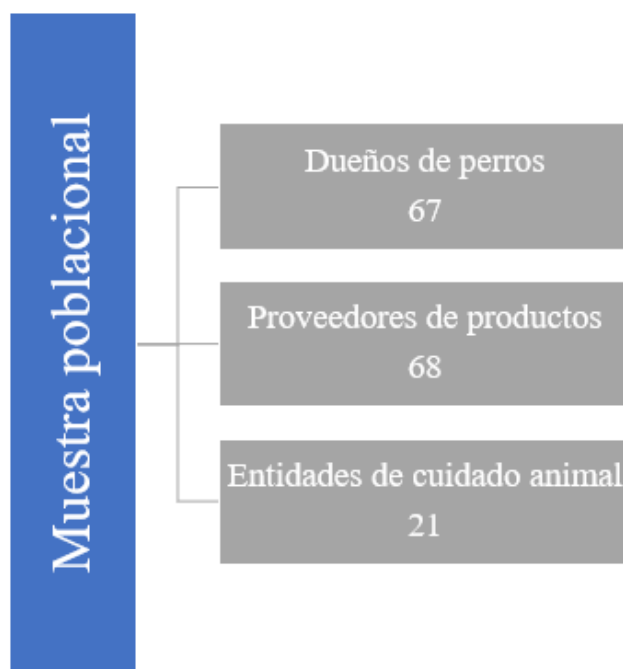 Muestra poblacional
Dueños de perros
67
Proveedores de productos
68
Entidades de cuidado animal
21